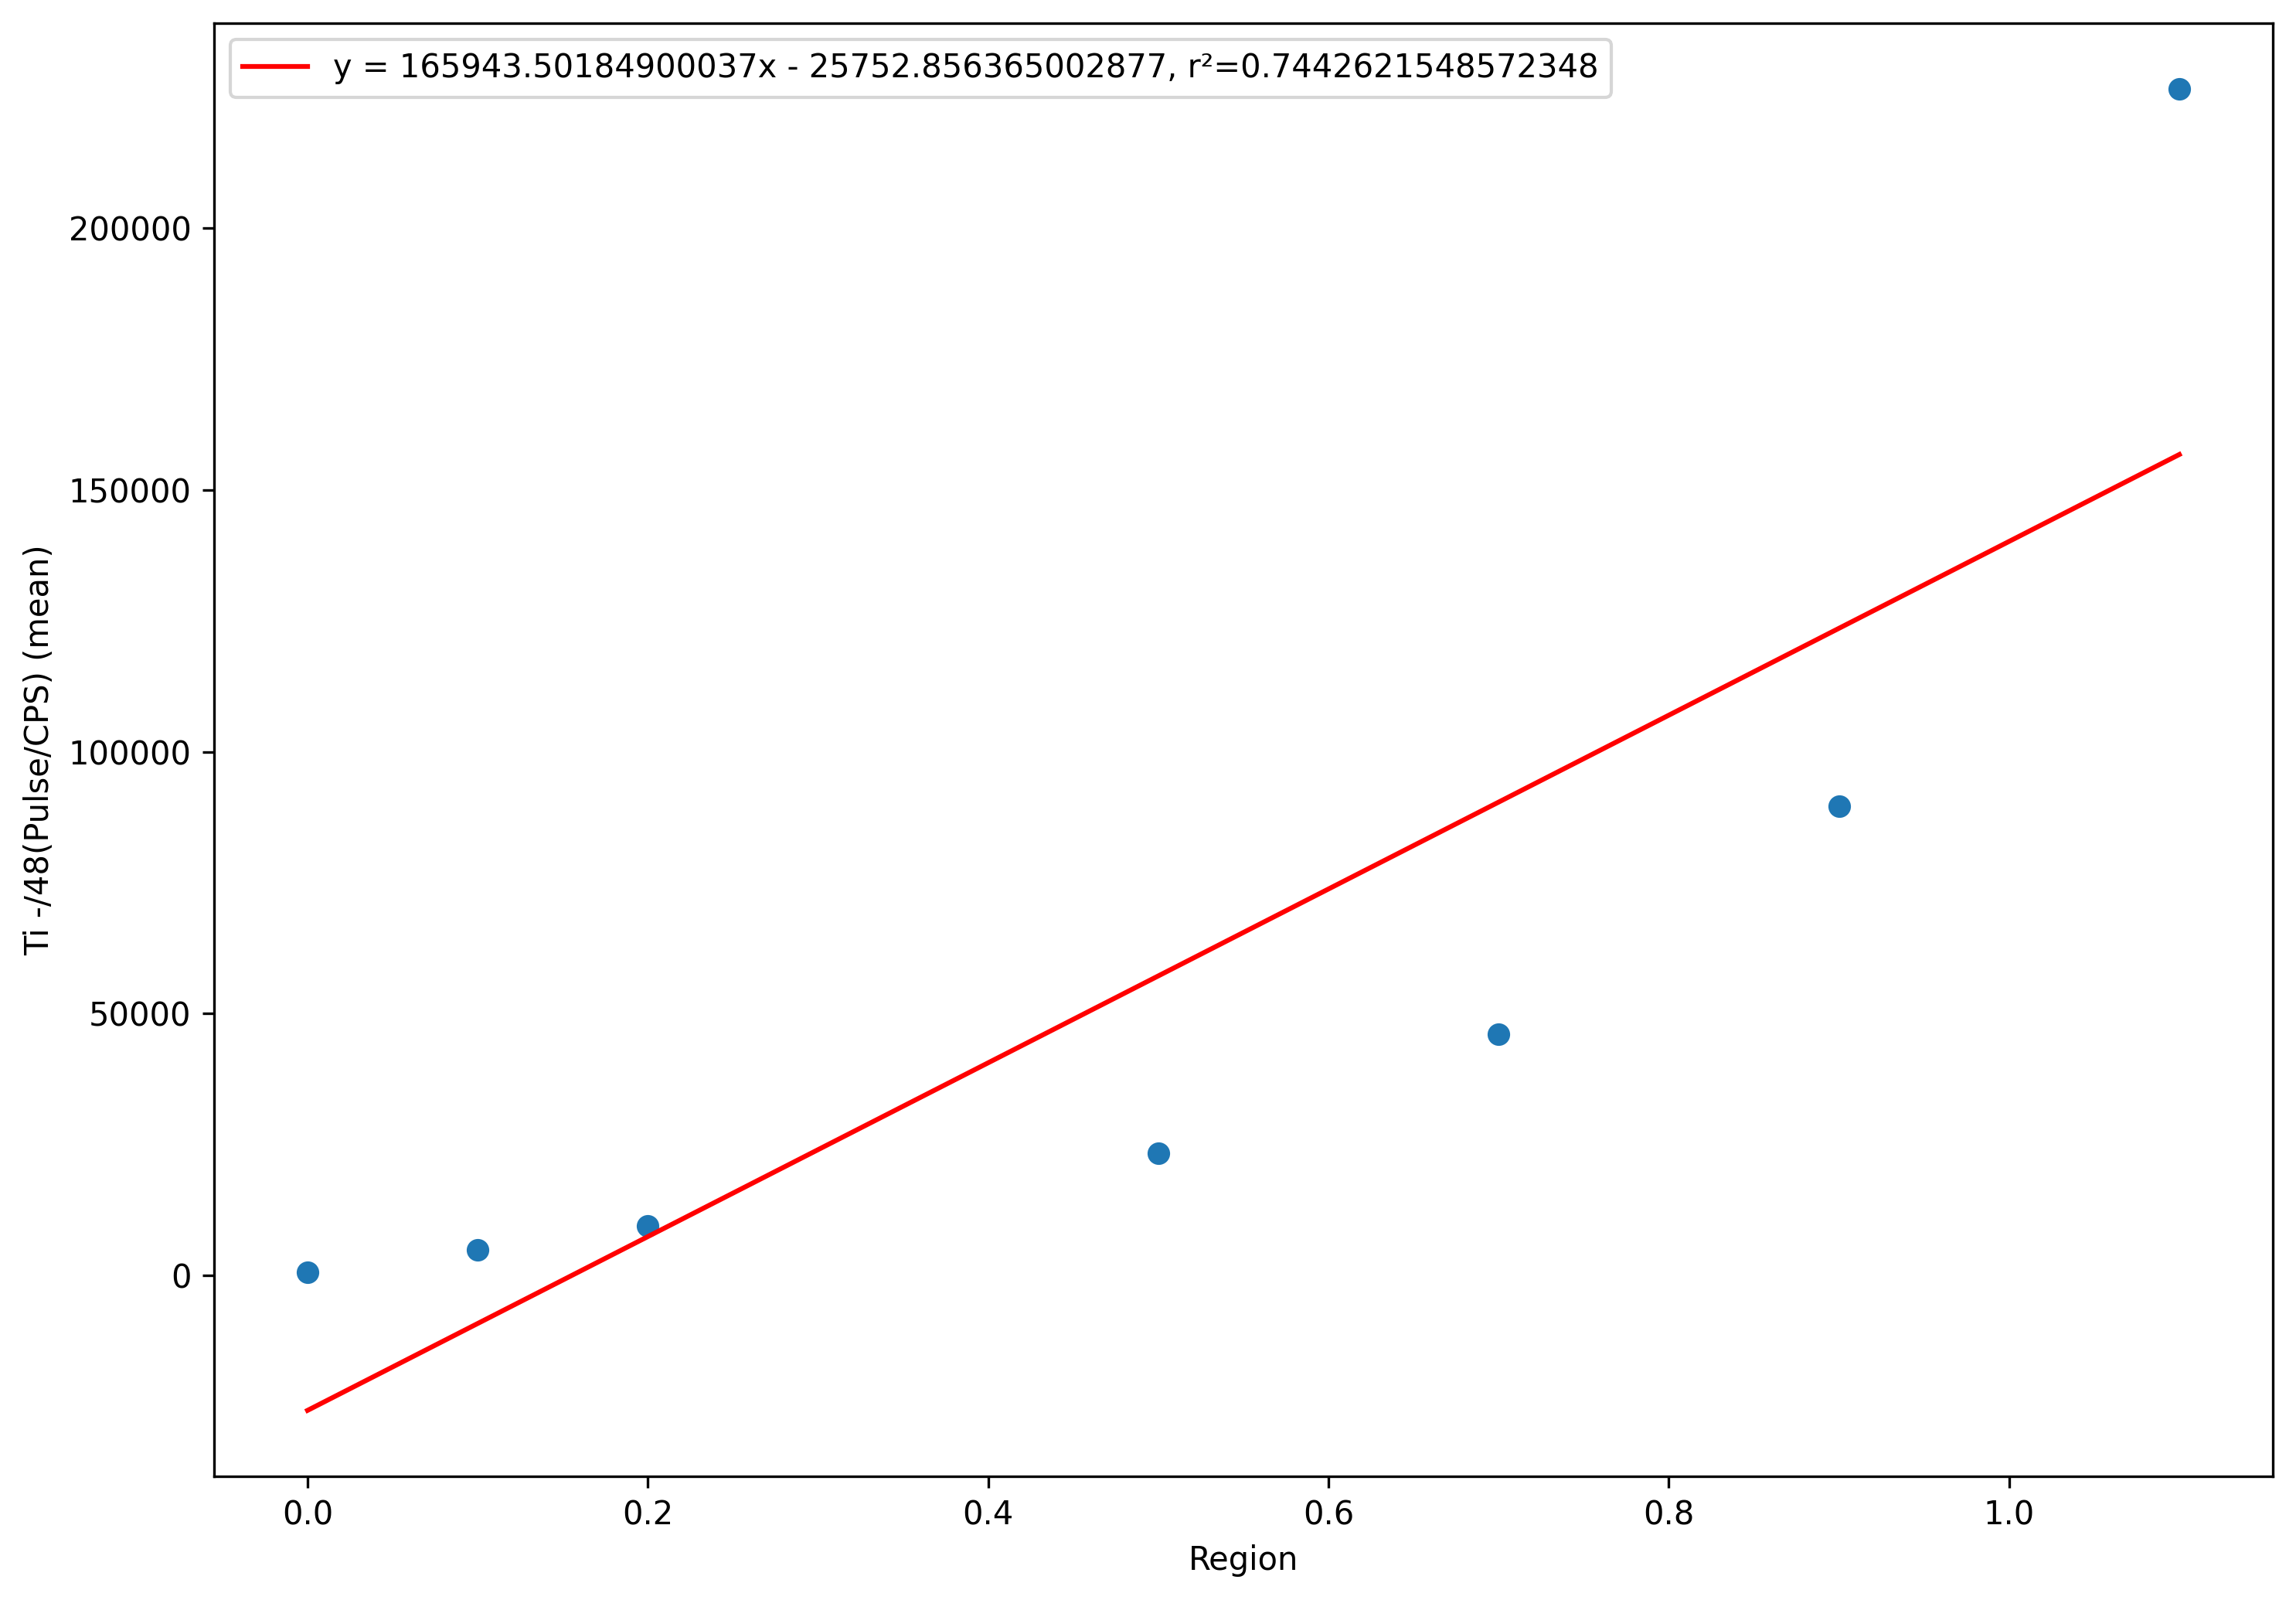 y = 165943.50184900037x - 25752.856365002877, r²=0.7442621548572348
200000
150000
100000
50000
0
Ti -/48(Pulse/CPS) (mean)
0.0 0.2 0.4 0.6 0.8 1.0
Region